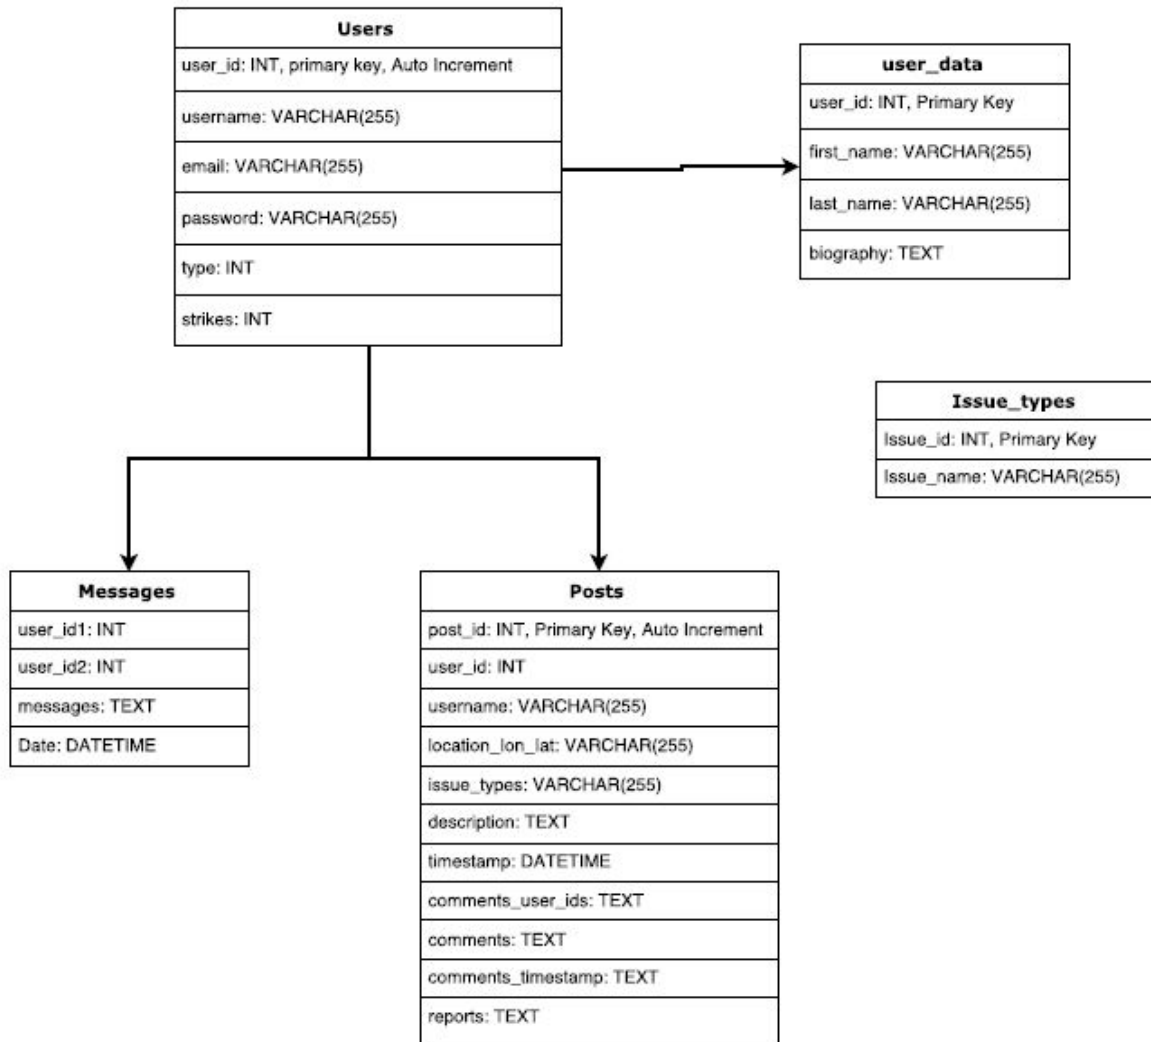 Users
user_id: INT, primary key, Auto Increment
username: VARCHAR(255)
email: VARCHAR(255)
password: VARCHAR(255)
type: INT
strikes: INT
user_data
user_id: INT, Primary Key
first_name: VARCHAR(255)
last_name: VARCHAR(255)
biography: TEXT
Issue_types
Issue_id: INT, Primary Key
Issue_name: VARCHAR(255)
Messages
user_id1: INT
user_id2: INT
messages: TEXT
Date: DATETIME
Posts
post_id: INT, Primary Key, Auto Increment
user_id: INT
username: VARCHAR(255)
location_lon_lat: VARCHAR(255)
issue_types: VARCHAR(255)
description: TEXT
timestamp: DATETIME
comments_user_ids: TEXT
comments: TEXT
comments_timestamp: TEXT
reports: TEXT